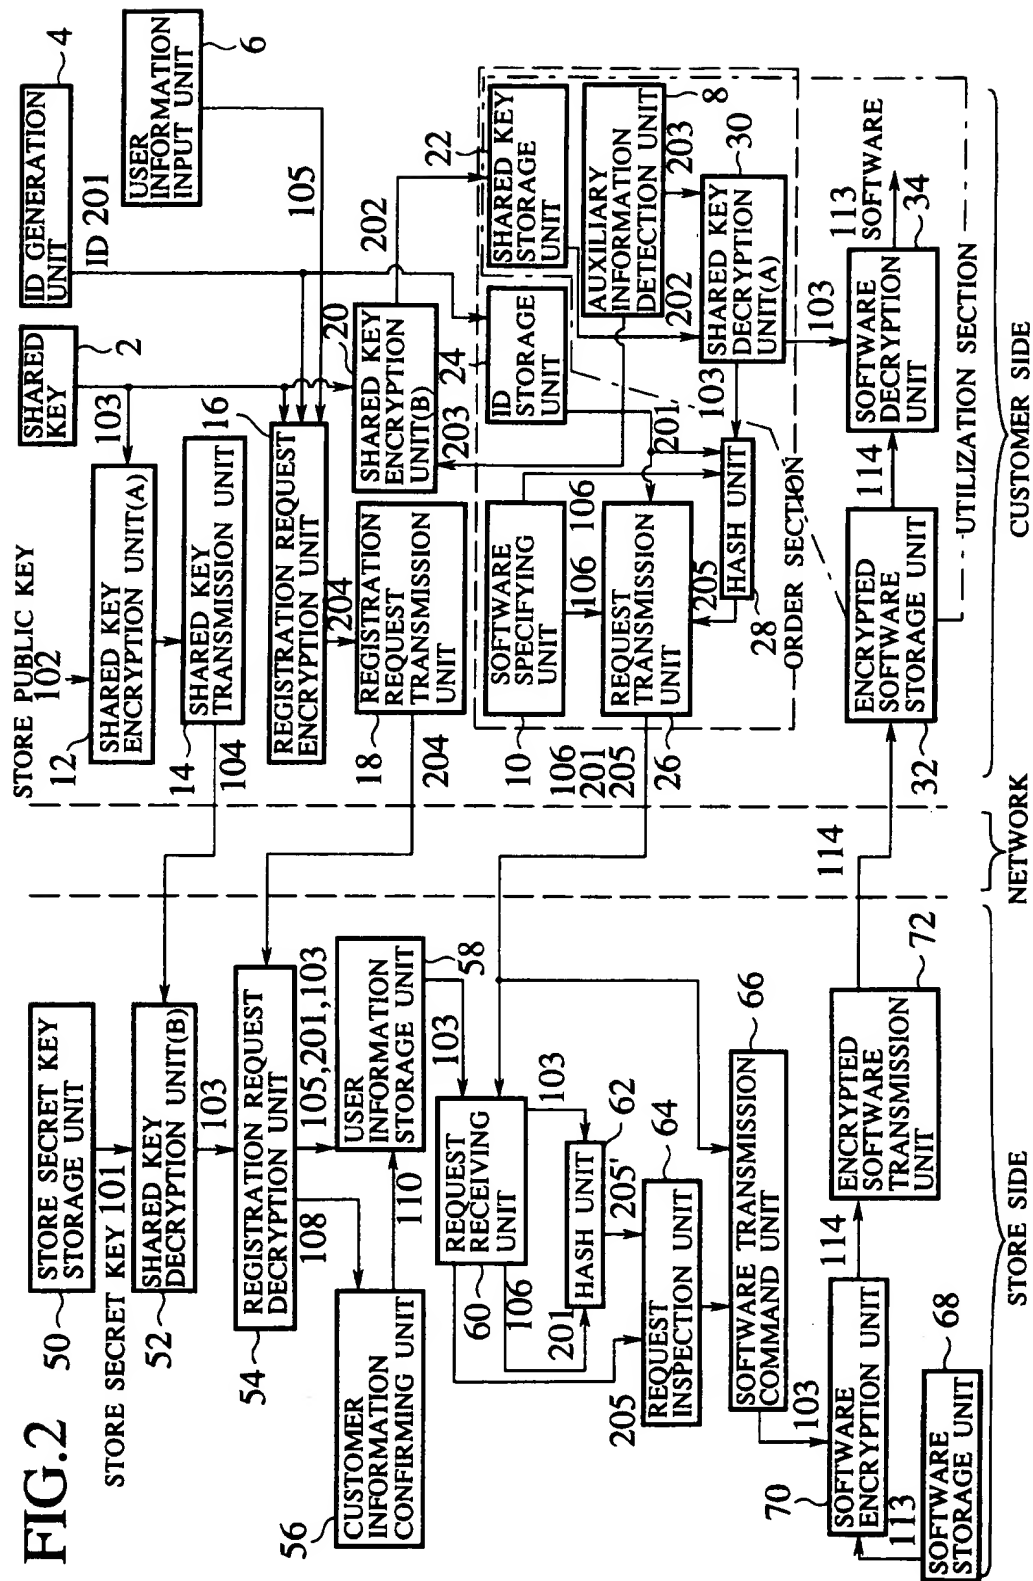 FIG.2
STORE SECRET KEY
STORAGE UNIT
50
STORE SECRET KEY 101
SHARED KEY
DECRYPTION UNIT(B)
52
103
REGISTRATION REQUEST
DECRYPTION UNIT
54
108
105,201,103
CUSTOMER
INFORMATION
CONFIRMING UNIT
56
110
USER
INFORMATION
STORAGE UNIT
58
103
REQUEST
RECEIVING
UNIT
60
106
103
201
HASH UNIT
62
205'
205
REQUEST
INSPECTION UNIT
64
SOFTWARE TRANSMISSION
COMMAND UNIT
66
103
SOFTWARE
ENCRYPTION UNIT
70
113
SOFTWARE
STORAGE UNIT
68
114
ENCRYPTED
SOFTWARE
TRANSMISSION
UNIT
72
STORE SIDE
114
NETWORK
STORE PUBLIC KEY
102
12
SHARED KEY
ENCRYPTION UNIT(A)
103
SHARED
KEY
2
ID GENERATION
UNIT
4
ID 201
USER
INFORMATION
INPUT UNIT
6
105
14
104
SHARED KEY
TRANSMISSION UNIT
16
REGISTRATION REQUEST
ENCRYPTION UNIT
204
18
204
REGISTRATION
REQUEST
TRANSMISSION
UNIT
20
SHARED KEY
ENCRYPTION
UNIT(B)
203
202
22
SHARED KEY
STORAGE
UNIT
24
ID
STORAGE
UNIT
AUXILIARY
INFORMATION
DETECTION UNIT
8
202
203
SHARED KEY
DECRYPTION
UNIT(A)
30
103
103
10
SOFTWARE
SPECIFYING
UNIT
106
106
106
201
205
26
REQUEST
TRANSMISSION
UNIT
201
205
HASH UNIT
28
ORDER SECTION
32
ENCRYPTED
SOFTWARE
STORAGE UNIT
114
SOFTWARE
DECRYPTION
UNIT
34
113
SOFTWARE
UTILIZATION SECTION
CUSTOMER SIDE